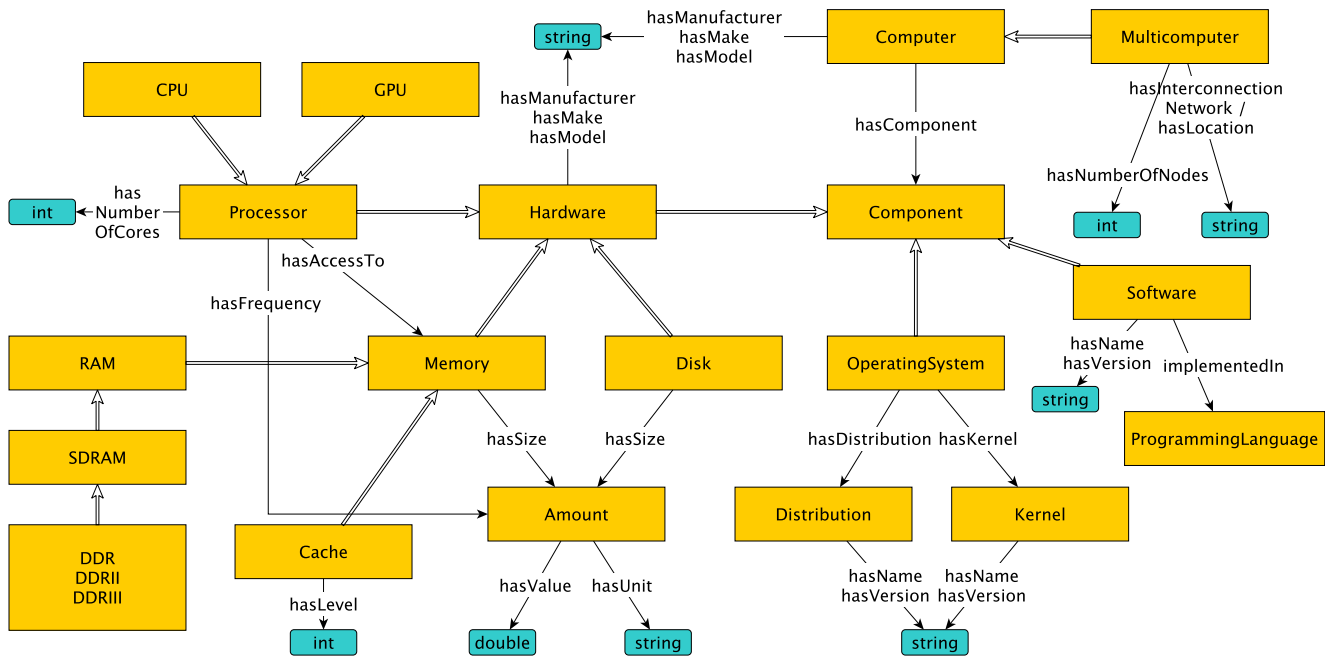 hasManufacturer
hasMake
hasModel
string
Computer
Multicomputer
CPU
GPU
hasManufacturer
hasMake
hasModel
hasComponent
hasInterconnection
Network /
hasLocation
hasNumberOfNodes
int
has
Number
OfCores
Processor
Hardware
Component
int
string
hasAccessTo
hasFrequency
Software
RAM
Memory
Disk
OperatingSystem
hasName
hasVersion
implementedIn
string
SDRAM
hasSize
hasSize
hasDistribution
hasKernel
ProgrammingLanguage
Amount
Distribution
Kernel
DDR
DDRII
DDRIII
Cache
hasLevel
hasValue
hasUnit
hasName
hasVersion
hasName
hasVersion
int
double
string
string